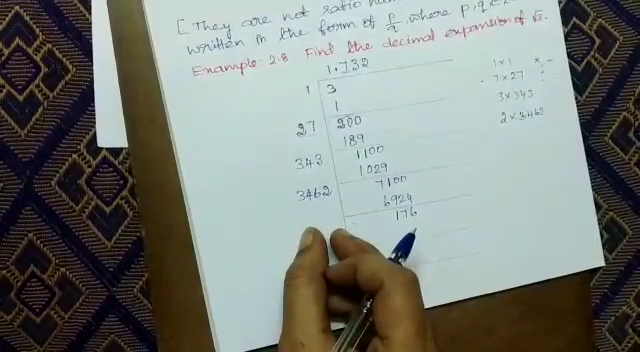 [ They are not ratio
written in the form of p/q, where p, q
Example: 2.8 Find the decimal expansion of √3.
1.732
1 3
1
27 200
189
343 1100
1029
3462 7100
6924
176
1 × 1 × -
7 × 27 :
3 × 343
2 × 3462